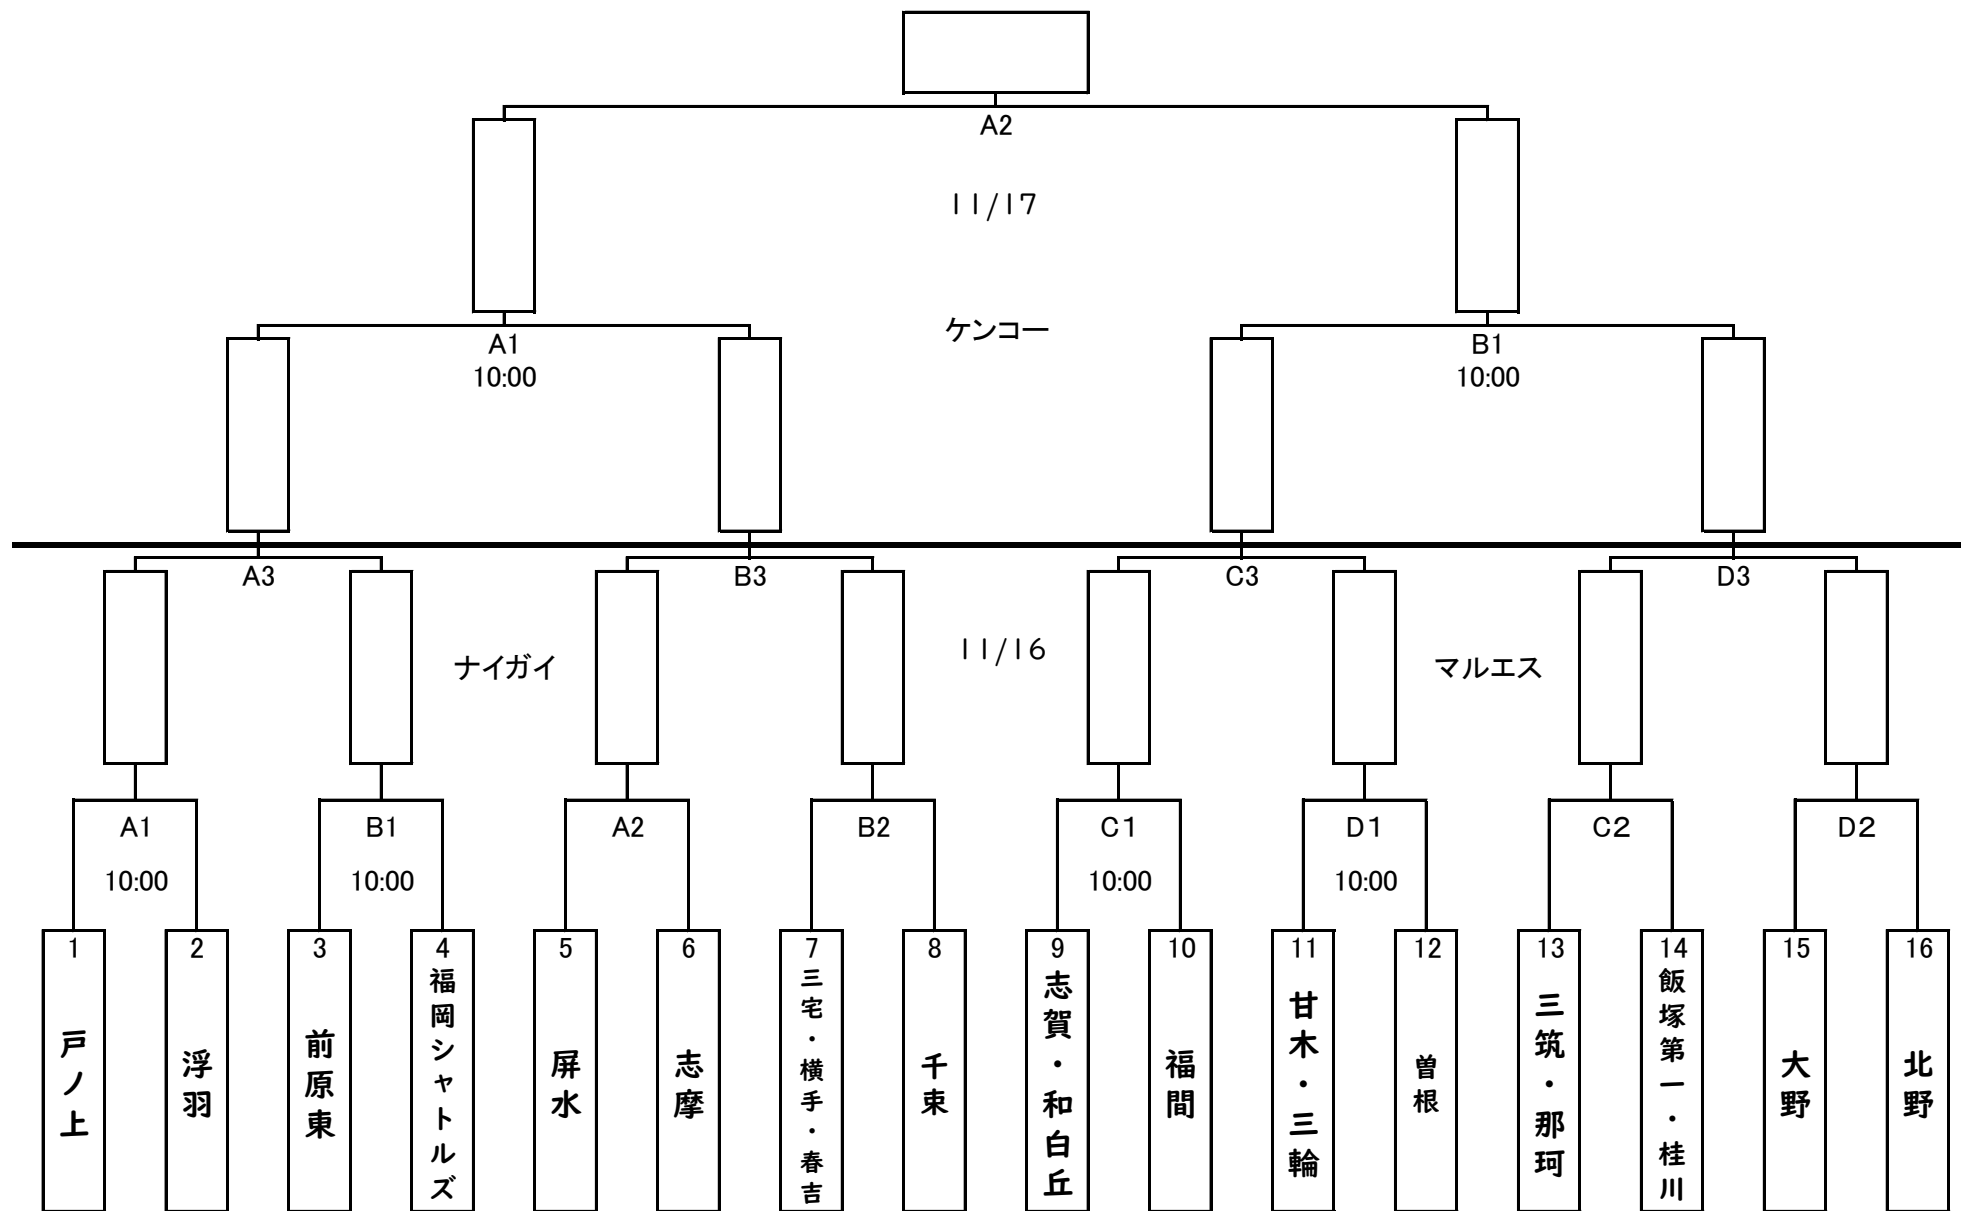 A2
11/17
ケンコー
A1
10:00
B1
10:00
A3
B3
C3
D3
11/16
ナイガイ
マルエス
A1
B1
A2
B2
C1
D1
C2
D2
10:00
10:00
10:00
10:00
1
戸ノ上
2
浮羽
3
前原東
4
福岡シャトルズ
5
屏水
6
志摩
7
三宅・横手・春吉
8
千束
9
志賀・和白丘
10
福間
11
甘木・三輪
12
曽根
13
三筑・那珂
14
飯塚第一・桂川
15
大野
16
北野